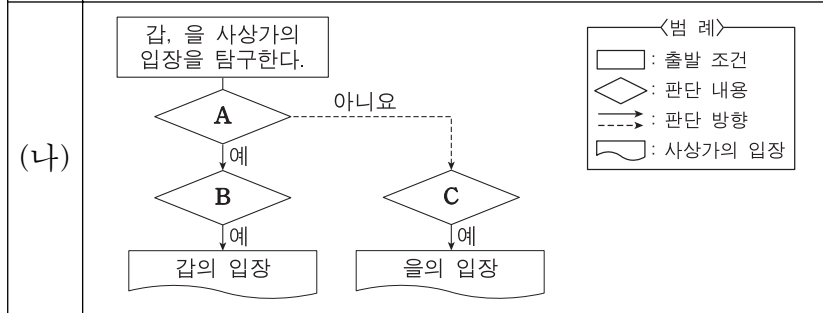 (나)
갑, 을 사상가의
입장을 탐구한다.
A
아니요
예
B
C
예
예
갑의 입장
을의 입장
<범 례>
: 출발 조건
: 판단 내용
: 판단 방향
: 사상가의 입장